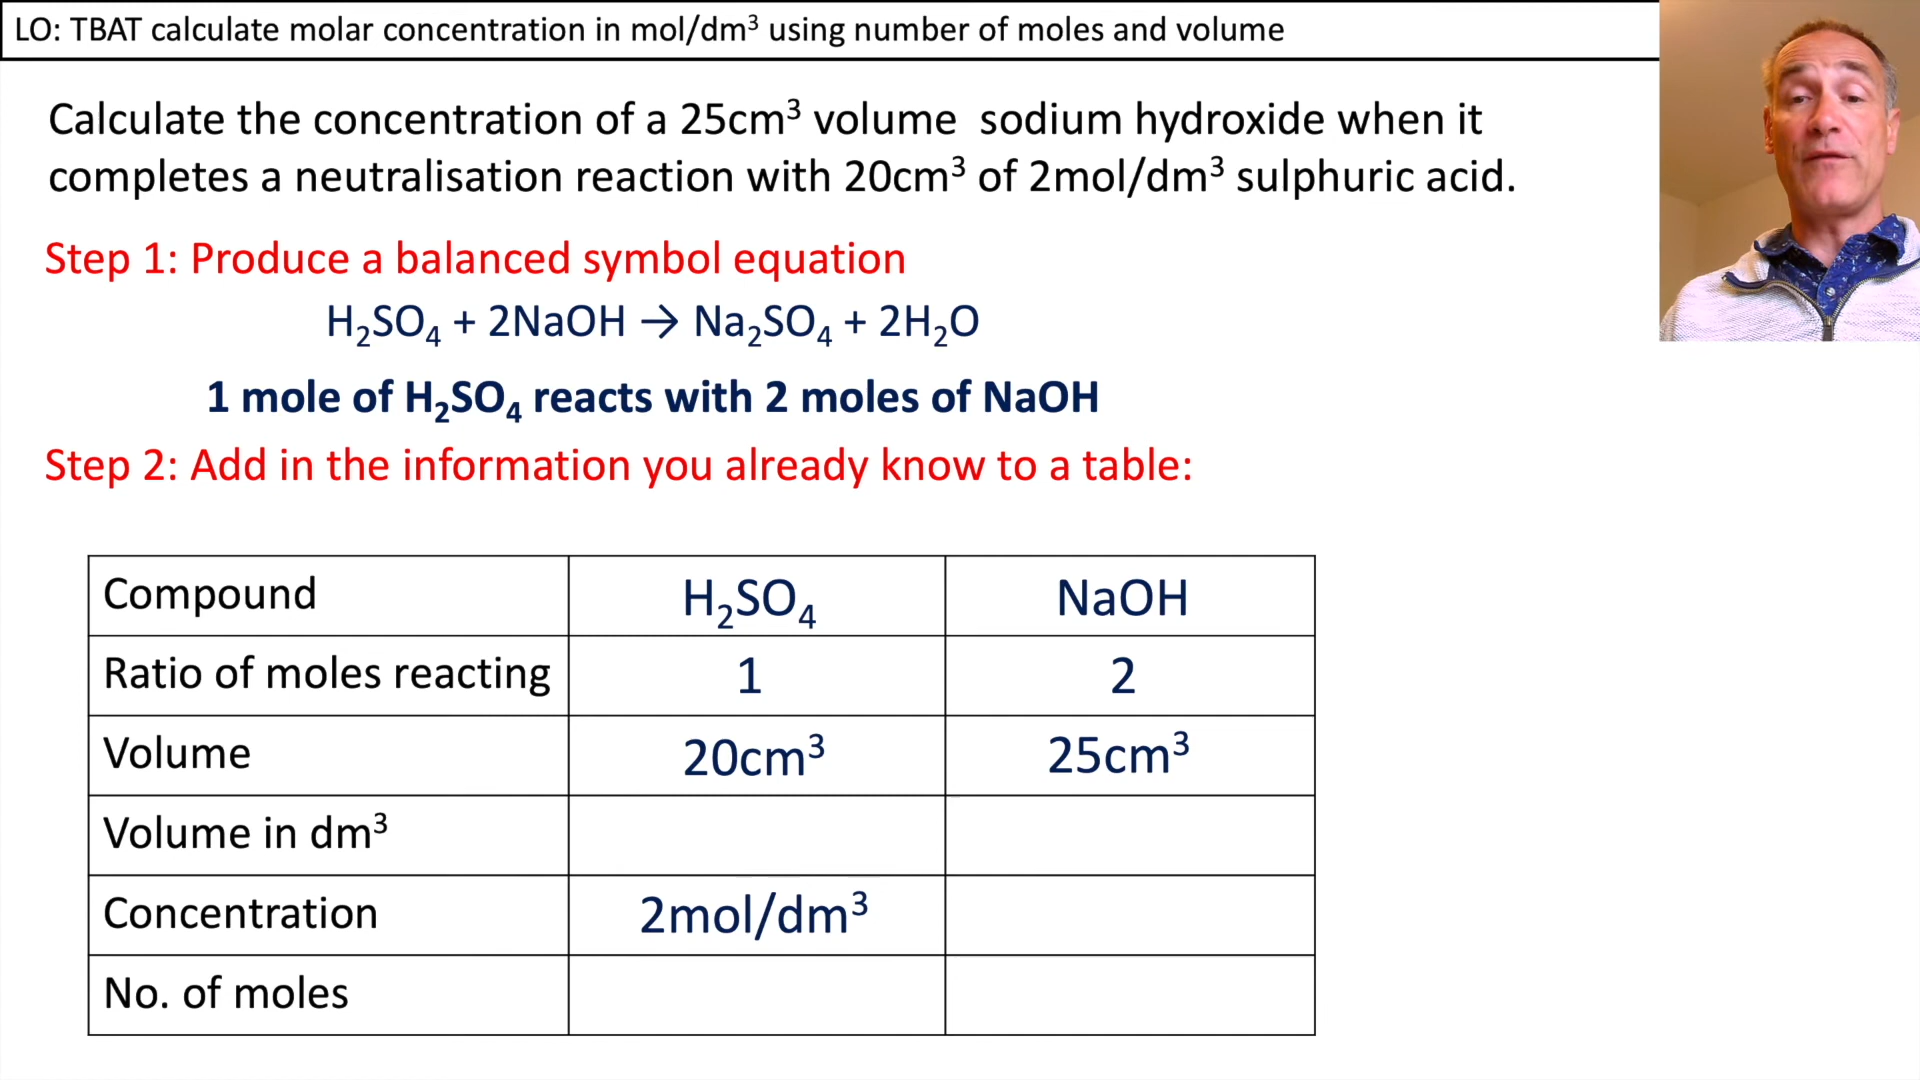 LO: TBAT calculate molar concentration in mol/dm³ using number of moles and volume
Calculate the concentration of a 25cm³ volume  sodium hydroxide when it
completes a neutralisation reaction with 20cm³ of 2mol/dm³ sulphuric acid.
Step 1: Produce a balanced symbol equation
H₂SO₄ + 2NaOH → Na₂SO₄ + 2H₂O
1 mole of H₂SO₄ reacts with 2 moles of NaOH
Step 2: Add in the information you already know to a table:
Compound H₂SO₄ NaOH
Ratio of moles reacting 1 2
Volume 20cm³ 25cm³
Volume in dm³
Concentration 2mol/dm³
No. of moles